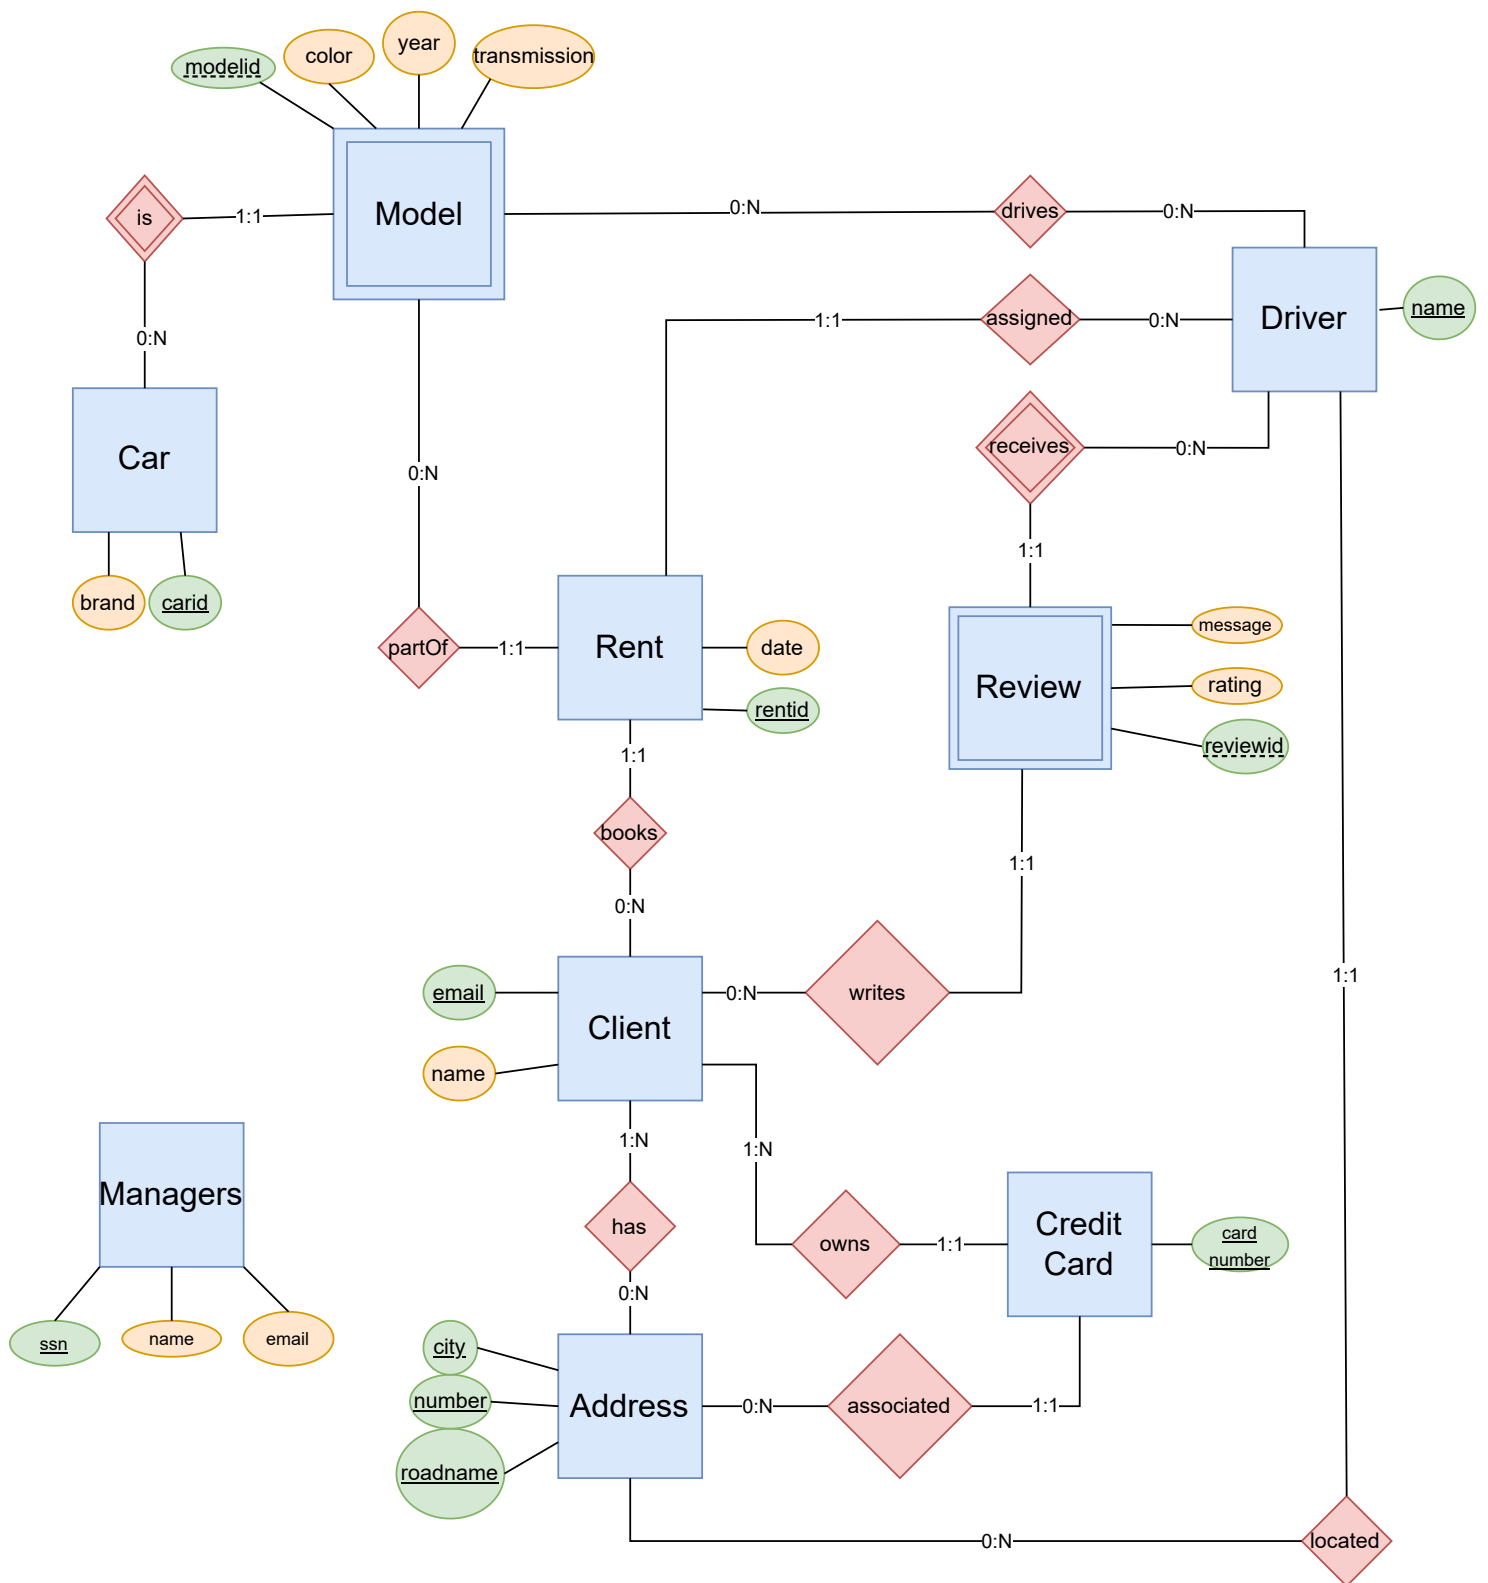 modelid
color
year
transmission
Model
is
1:1
0:N
drives
0:N
0:N
Car
brand
carid
1:1
assigned
0:N
Driver
name
receives
0:N
1:1
0:N
partOf
1:1
Rent
date
rentid
Review
message
rating
reviewid
1:1
books
0:N
1:1
email
name
Client
0:N
writes
1:1
1:N
1:N
Managers
ssn
name
email
has
owns
1:1
Credit
Card
card
number
0:N
city
number
roadname
Address
0:N
associated
1:1
0:N
located